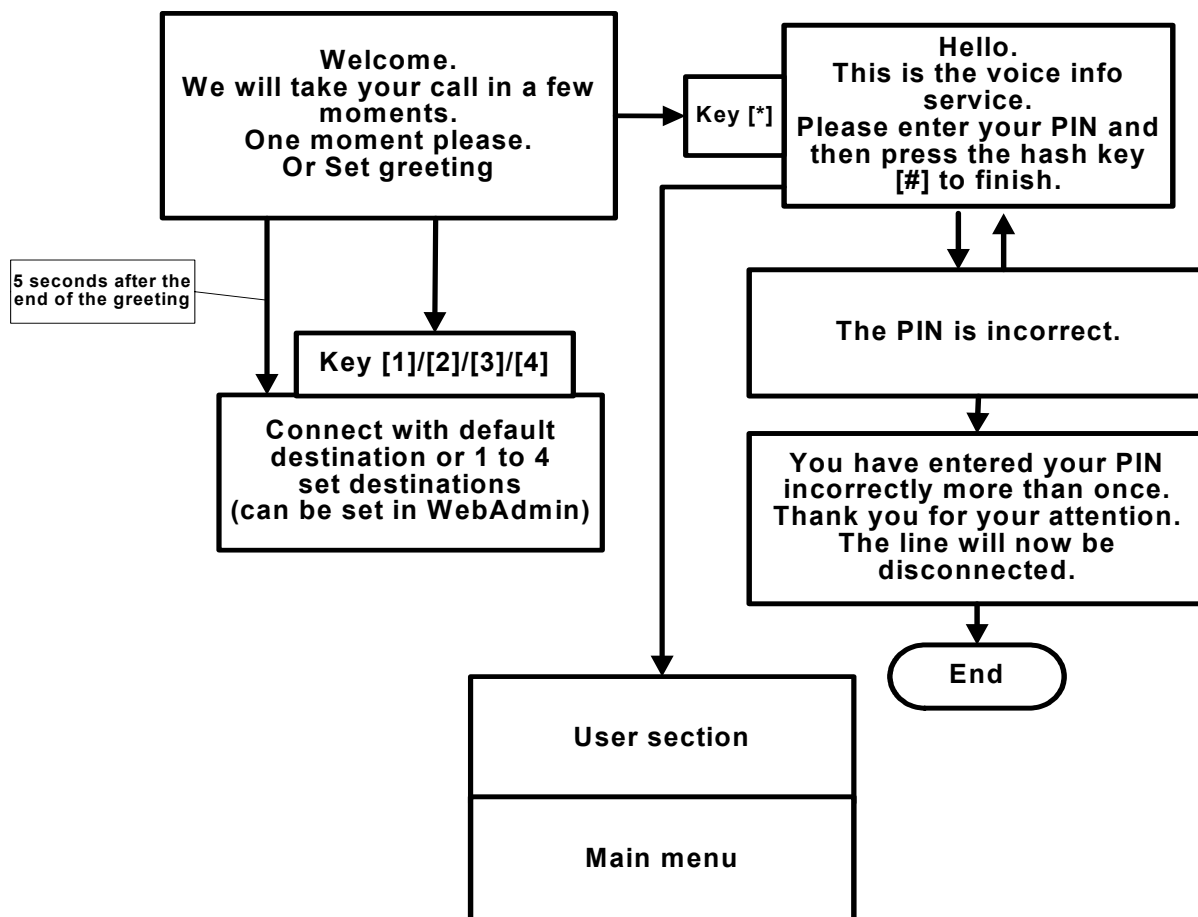 Welcome.
We will take your call in a few
moments.
One moment please.
Or Set greeting
Key [*]
Hello.
This is the voice info
service.
Please enter your PIN and
then press the hash key
[#] to finish.
5 seconds after the
end of the greeting
Key [1]/[2]/[3]/[4]
Connect with default
destination or 1 to 4
set destinations
(can be set in WebAdmin)
The PIN is incorrect.
You have entered your PIN
incorrectly more than once.
Thank you for your attention.
The line will now be
disconnected.
End
User section
Main menu